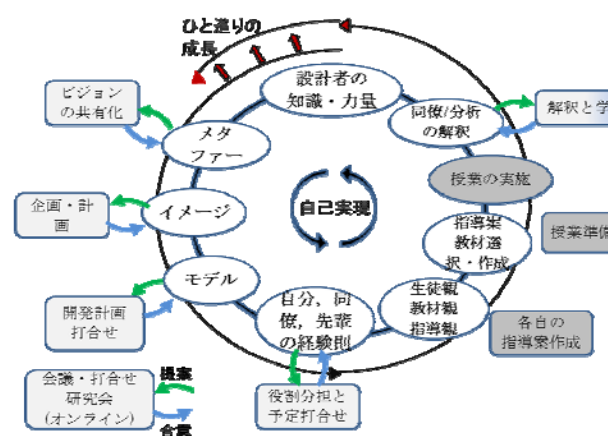 ひと巡りの
成長
設計者の
知識・力量
同僚/分析
の解釈
解釈と学
授業の実施
指導案
教材選
択・作成
授業準備
生徒観
教材観
指導観
各自の
指導案作成
自分，同
僚，先輩
の経験則
役割分担と
予定打合せ
モデル
開発計画
打合せ
イメージ
企画・計
画
メタ
ファー
ビジョン
の共有化
自己実現
会議・打合せ
研究会
(オンライン)
提案
合意